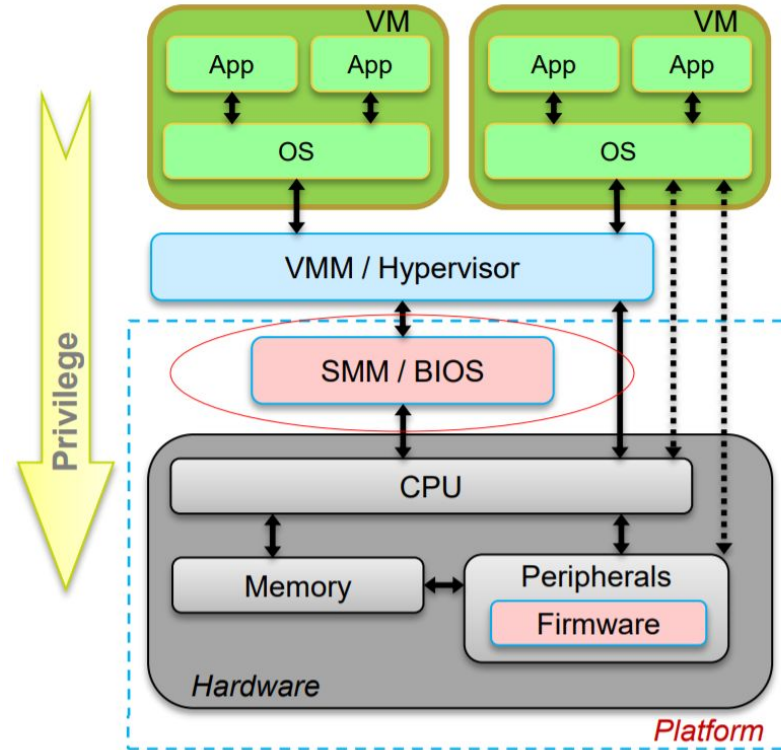 VM
VM
App
App
App
App
OS
OS
VMM / Hypervisor
SMM / BIOS
Privilege
CPU
Memory
Peripherals
Firmware
Hardware
Platform